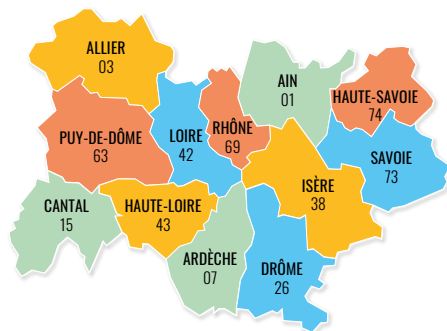 ALLIER
03
AIN
01
HAUTE-SAVOIE
74
PUY-DE-DÔME
63
LOIRE
42
RHÔNE
69
SAVOIE
73
ISÈRE
38
CANTAL
15
HAUTE-LOIRE
43
ARDÈCHE
07
DRÔME
26